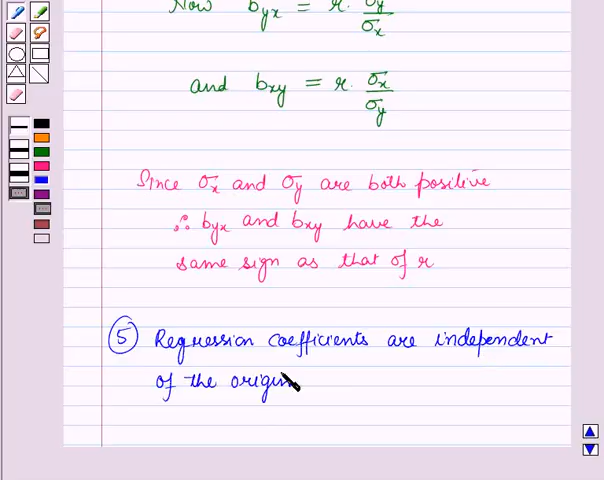 Now byx = r. σy/σx
and bxy = r. σx/σy
Since σx and σy are both positive
∴ byx and bxy have the
same sign as that of r
5 Regression coefficients are independent
of the origin